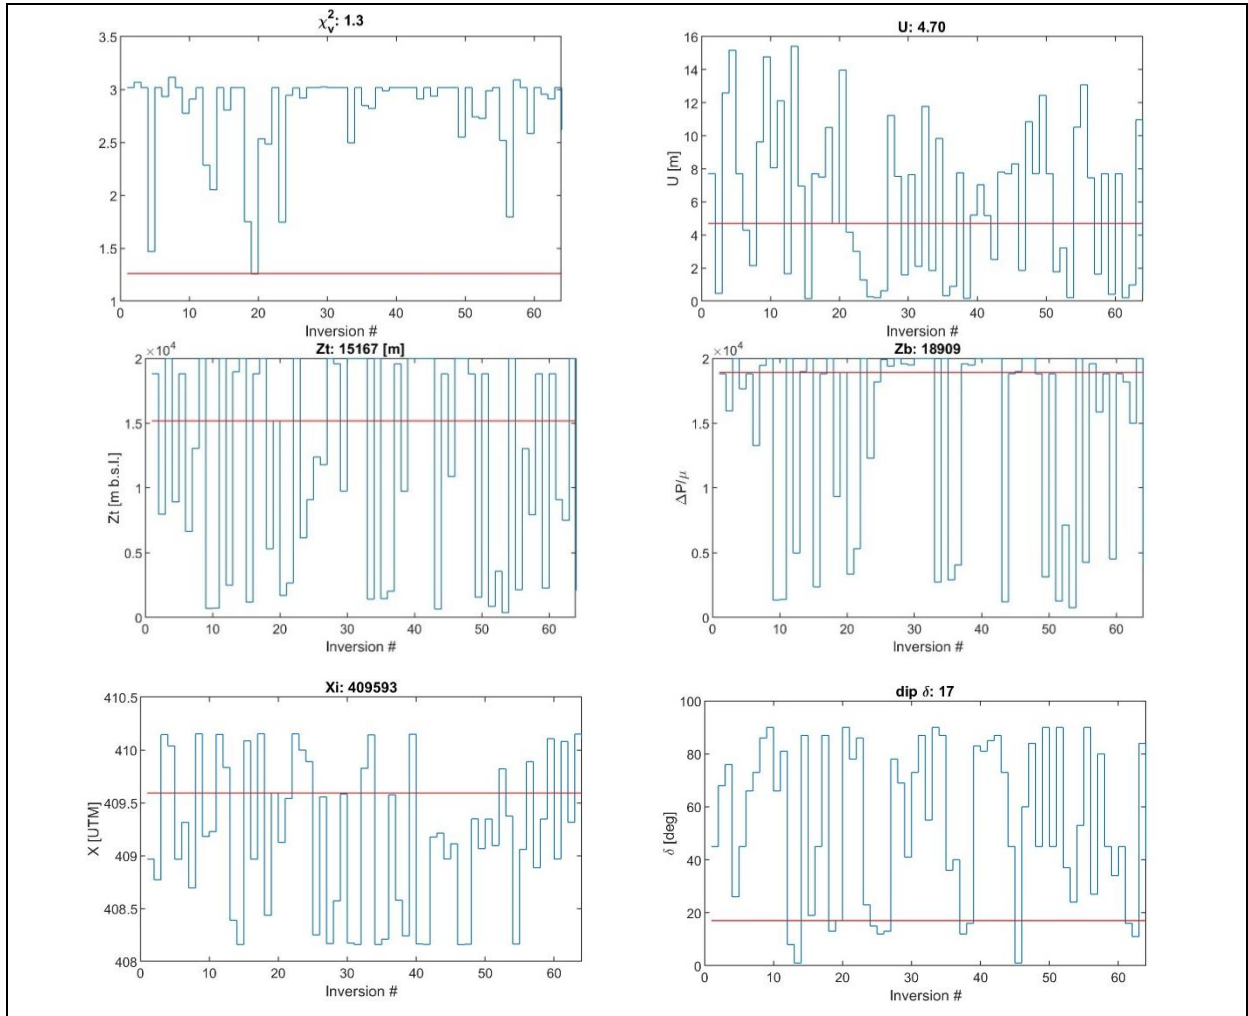 χ²ᵥ: 1.3
3.5
3
2.5
2
1.5
1
0 10 20 30 40 50 60
Inversion #
U: 4.70
U [m]
16
14
12
10
8
6
4
2
0
0 10 20 30 40 50 60
Inversion #
Zt: 15167 [m]
×10⁴
Zt [m b.s.l.]
2
1.5
1
0.5
0
0 10 20 30 40 50 60
Inversion #
Zb: 18909
×10⁴
ΔP/μ
2
1.5
1
0.5
0
0 10 20 30 40 50 60
Inversion #
Xi: 409593
X [UTM]
410.5
410
409.5
409
408.5
408
0 10 20 30 40 50 60
Inversion #
dip δ: 17
δ [deg]
100
80
60
40
20
0
0 10 20 30 40 50 60
Inversion #